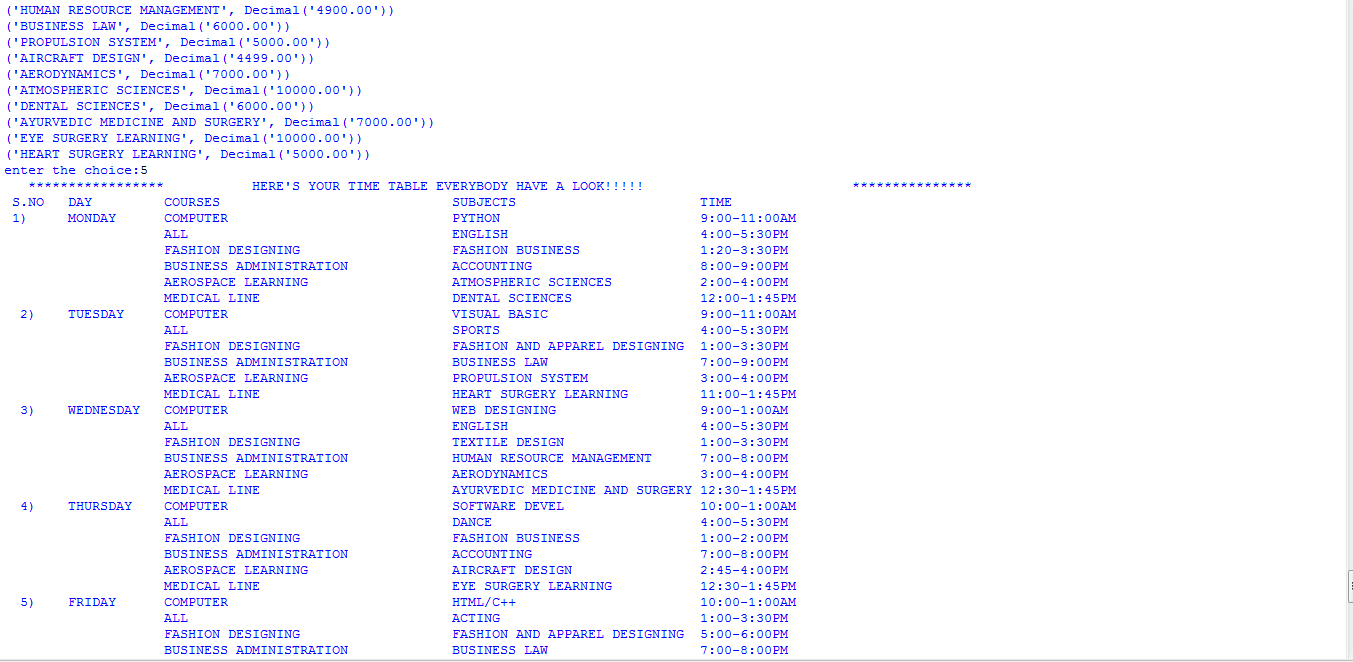 ('HUMAN RESOURCE MANAGEMENT', Decimal('4900.00'))
('BUSINESS LAW', Decimal('6000.00'))
('PROPULSION SYSTEM', Decimal('5000.00'))
('AIRCRAFT DESIGN', Decimal('4499.00'))
('AERODYNAMICS', Decimal('7000.00'))
('ATMOSPHERIC SCIENCES', Decimal('10000.00'))
('DENTAL SCIENCES', Decimal('6000.00'))
('AYURVEDIC MEDICINE AND SURGERY', Decimal('7000.00'))
('EYE SURGERY LEARNING', Decimal('10000.00'))
('HEART SURGERY LEARNING', Decimal('5000.00'))
enter the choice:5
***************** HERE'S YOUR TIME TABLE EVERYBODY HAVE A LOOK!!!!! ***************
S.NO DAY COURSES SUBJECTS TIME
1) MONDAY COMPUTER PYTHON 9:00-11:00AM
ALL ENGLISH 4:00-5:30PM
FASHION DESIGNING FASHION BUSINESS 1:20-3:30PM
BUSINESS ADMINISTRATION ACCOUNTING 8:00-9:00PM
AEROSPACE LEARNING ATMOSPHERIC SCIENCES 2:00-4:00PM
MEDICAL LINE DENTAL SCIENCES 12:00-1:45PM
2) TUESDAY COMPUTER VISUAL BASIC 9:00-11:00AM
ALL SPORTS 4:00-5:30PM
FASHION DESIGNING FASHION AND APPAREL DESIGNING 1:00-3:30PM
BUSINESS ADMINISTRATION BUSINESS LAW 7:00-9:00PM
AEROSPACE LEARNING PROPULSION SYSTEM 3:00-4:00PM
MEDICAL LINE HEART SURGERY LEARNING 11:00-1:45PM
3) WEDNESDAY COMPUTER WEB DESIGNING 9:00-1:00AM
ALL ENGLISH 4:00-5:30PM
FASHION DESIGNING TEXTILE DESIGN 1:00-3:30PM
BUSINESS ADMINISTRATION HUMAN RESOURCE MANAGEMENT 7:00-8:00PM
AEROSPACE LEARNING AERODYNAMICS 3:00-4:00PM
MEDICAL LINE AYURVEDIC MEDICINE AND SURGERY 12:30-1:45PM
4) THURSDAY COMPUTER SOFTWARE DEVEL 10:00-1:00AM
ALL DANCE 4:00-5:30PM
FASHION DESIGNING FASHION BUSINESS 1:00-2:00PM
BUSINESS ADMINISTRATION ACCOUNTING 7:00-8:00PM
AEROSPACE LEARNING AIRCRAFT DESIGN 2:45-4:00PM
MEDICAL LINE EYE SURGERY LEARNING 12:30-1:45PM
5) FRIDAY COMPUTER HTML/C++ 10:00-1:00AM
ALL ACTING 1:00-3:30PM
FASHION DESIGNING FASHION AND APPAREL DESIGNING 5:00-6:00PM
BUSINESS ADMINISTRATION BUSINESS LAW 7:00-8:00PM